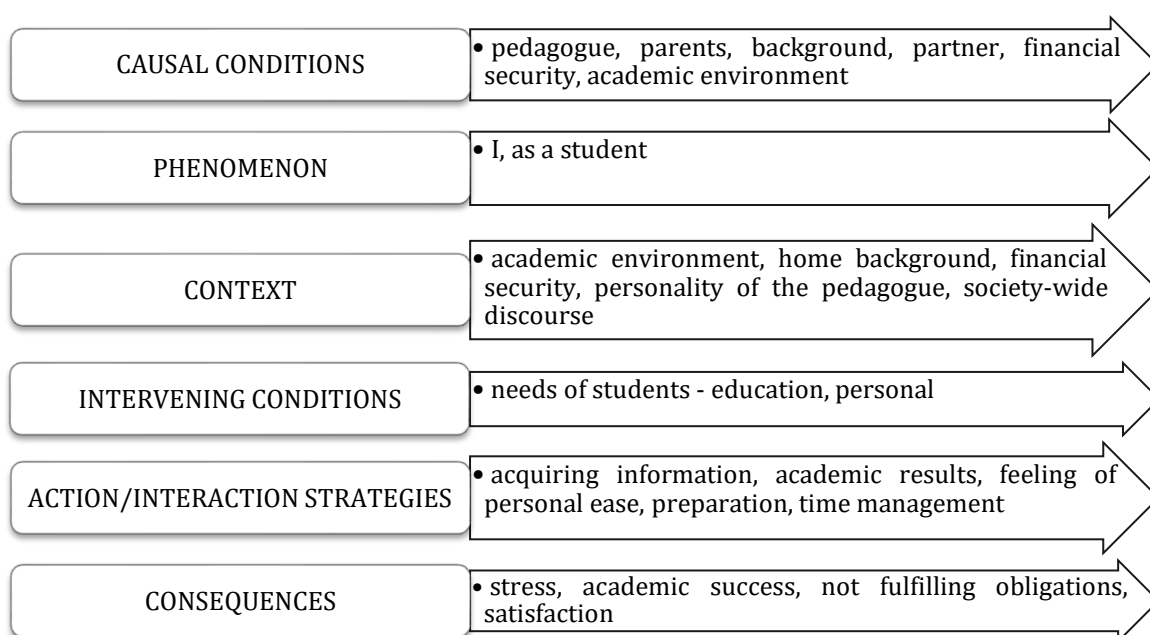 CAUSAL CONDITIONS
• pedagogue, parents, background, partner, financial
security, academic environment
PHENOMENON
• I, as a student
CONTEXT
• academic environment, home background, financial
security, personality of the pedagogue, society-wide
discourse
INTERVENING CONDITIONS
• needs of students - education, personal
ACTION/INTERACTION STRATEGIES
• acquiring information, academic results, feeling of
personal ease, preparation, time management
CONSEQUENCES
• stress, academic success, not fulfilling obligations,
satisfaction